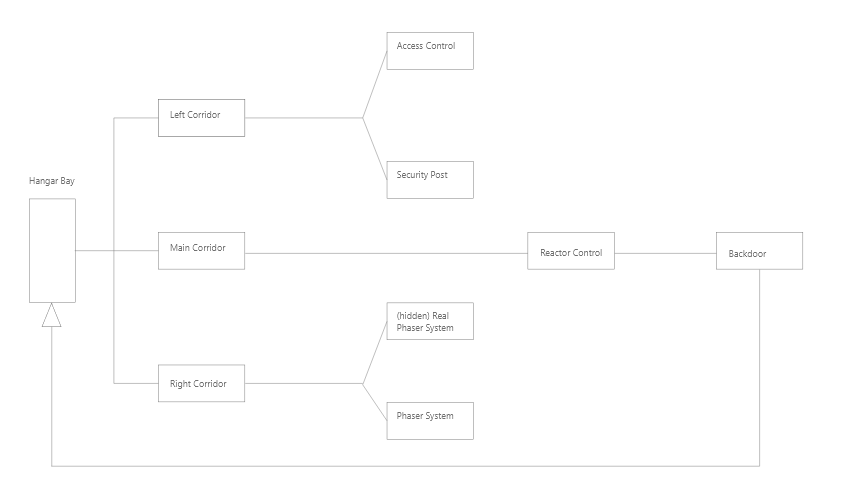 Access Control
Left Corridor
Security Post
Hangar Bay
Main Corridor
Reactor Control
Backdoor
(hidden) Real
Phaser System
Right Corridor
Phaser System